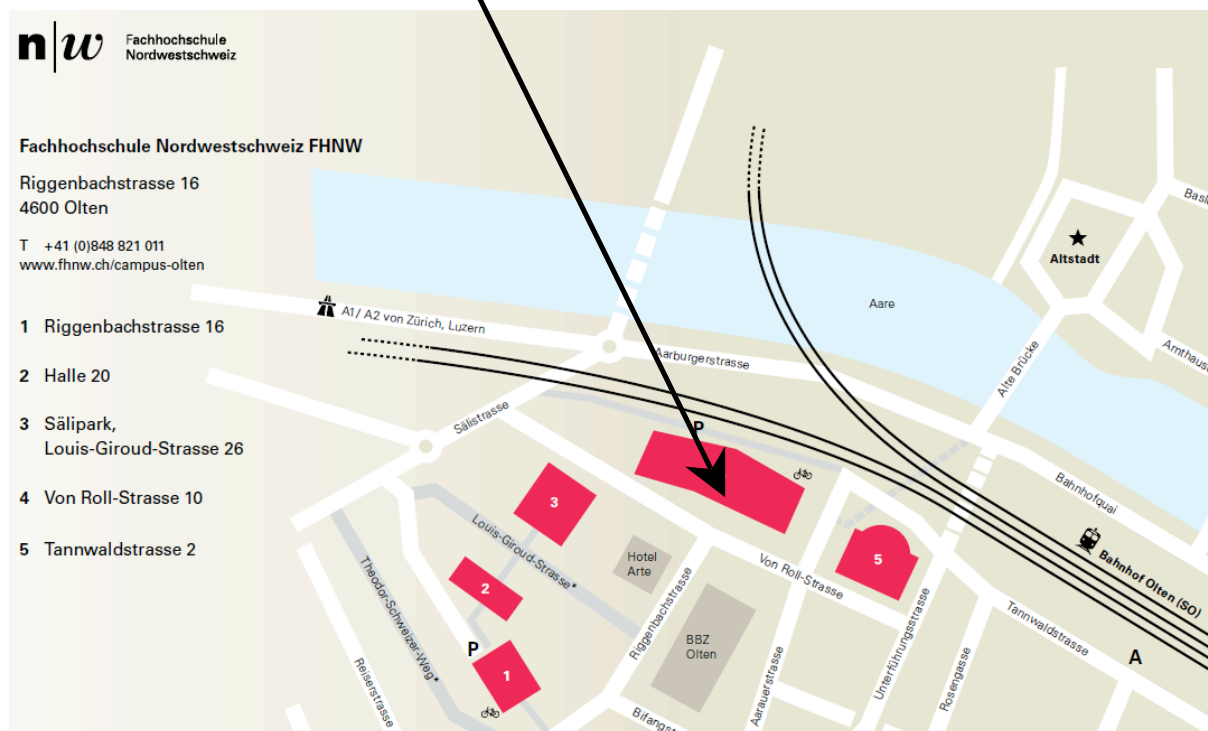 n|w Fachhochschule
Nordwestschweiz
Fachhochschule Nordwestschweiz FHNW
Riggenbachstrasse 16
4600 Olten
T +41 (0)848 821 011
www.fhnw.ch/campus-olten
1 Riggenbachstrasse 16
2 Halle 20
3 Sälipark,
Louis-Giroud-Strasse 26
4 Von Roll-Strasse 10
5 Tannwaldstrasse 2
Altstadt
Aare
A1/ A2 von Zürich, Luzern
Aarburgerstrasse
Alte Brücke
Sälistrasse
P
Bahnhofquai
3
Louis-Giroud-Strasse*
Hotel
Arte
Von Roll-Strasse
5
Bahnhof Olten (SO)
Theodor-Schweizer-Weg*
2
Riggenbachstrasse
BBZ
Olten
Unterführungsstrasse
Tannwaldstrasse
A
P
1
Reiserstrasse
Aarauerstrasse
Rosengasse